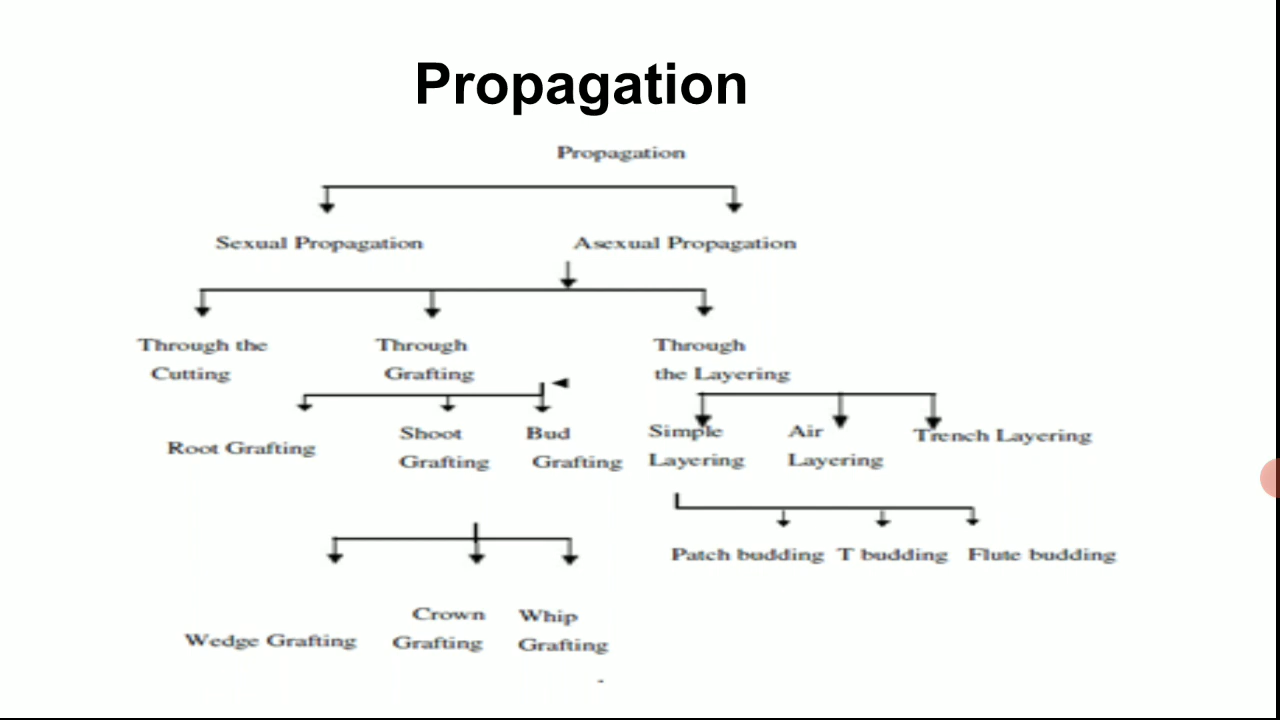 Propagation
Propagation
Sexual Propagation
Asexual Propagation
Through the
Cutting
Through
Grafting
Through
the Layering
Root Grafting
Shoot
Grafting
Bud
Grafting
Simple
Layering
Air
Layering
Trench Layering
Patch budding
T budding
Flute budding
Wedge Grafting
Crown
Grafting
Whip
Grafting